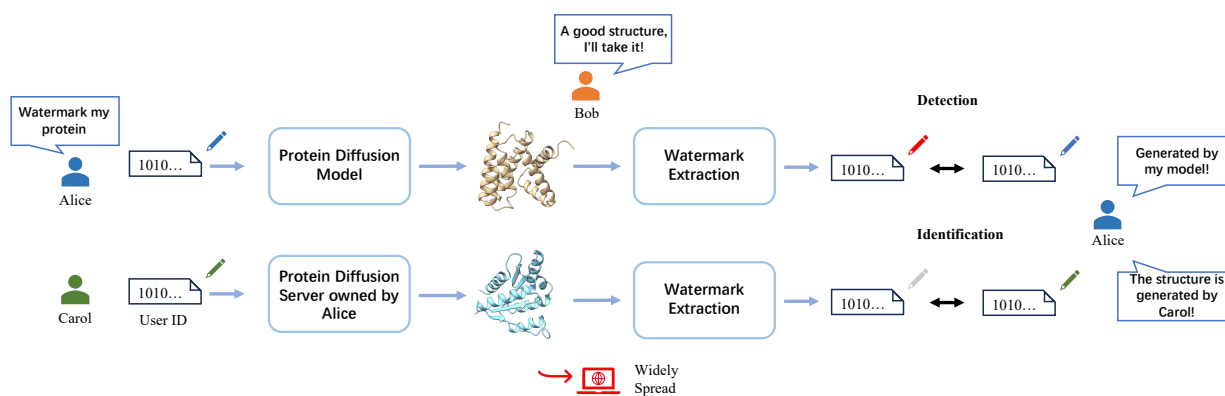 A good structure,
I'll take it!
Bob
Detection
Watermark my
protein
Alice
1010...
Protein Diffusion
Model
Watermark
Extraction
1010...
1010...
Generated by
my model!
Alice
Identification
Carol
1010...
User ID
Protein Diffusion
Server owned by
Alice
Watermark
Extraction
1010...
1010...
The structure is
generated by
Carol!
Widely
Spread